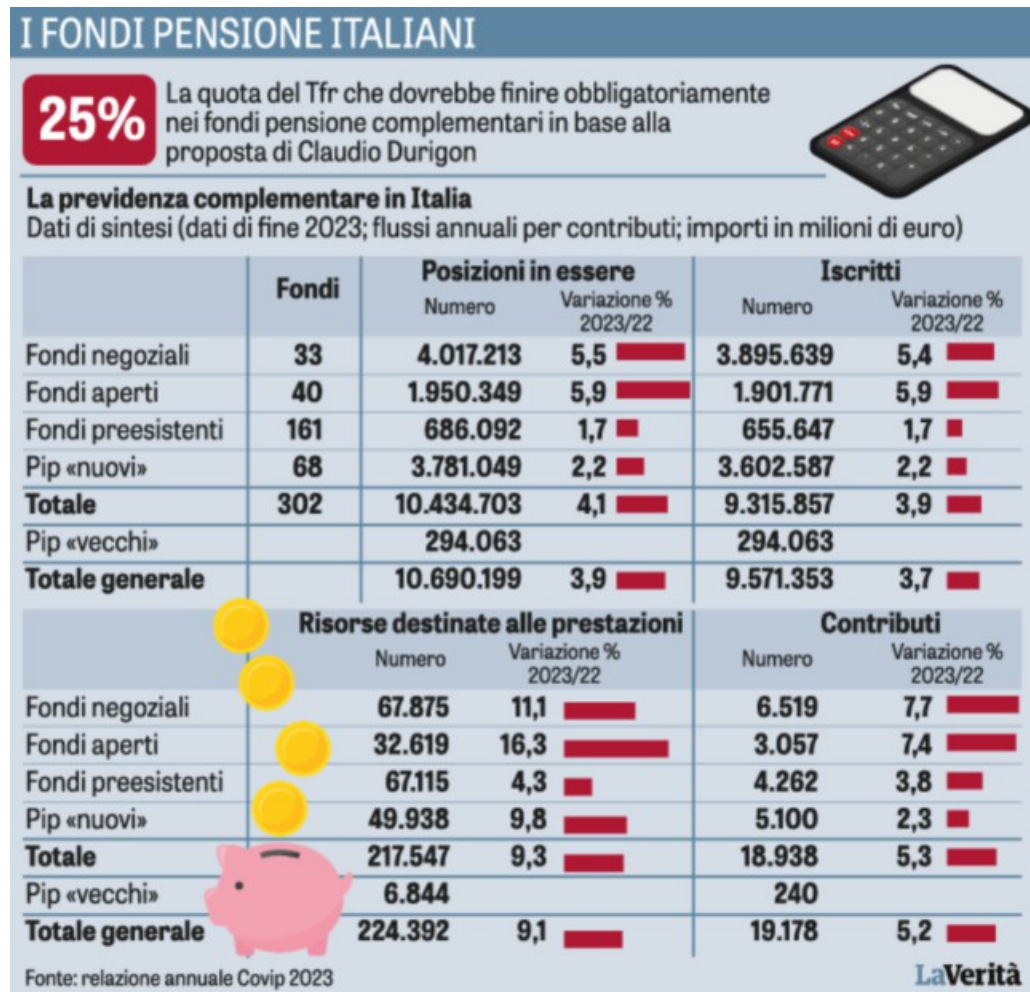 I FONDI PENSIONE ITALIANI
25%
La quota del Tfr che dovrebbe finire obbligatoriamente
nei fondi pensione complementari in base alla
proposta di Claudio Durigon
La previdenza complementare in Italia
Dati di sintesi (dati di fine 2023; flussi annuali per contributi; importi in milioni di euro)
Fondi Posizioni in essere Iscritti
Numero Variazione % 2023/22 Numero Variazione % 2023/22
Fondi negoziali 33 4.017.213 5,5 3.895.639 5,4
Fondi aperti 40 1.950.349 5,9 1.901.771 5,9
Fondi preesistenti 161 686.092 1,7 655.647 1,7
Pip «nuovi» 68 3.781.049 2,2 3.602.587 2,2
Totale 302 10.434.703 4,1 9.315.857 3,9
Pip «vecchi» 294.063 294.063
Totale generale 10.690.199 3,9 9.571.353 3,7
Risorse destinate alle prestazioni Contributi
Numero Variazione % 2023/22 Numero Variazione % 2023/22
Fondi negoziali 67.875 11,1 6.519 7,7
Fondi aperti 32.619 16,3 3.057 7,4
Fondi preesistenti 67.115 4,3 4.262 3,8
Pip «nuovi» 49.938 9,8 5.100 2,3
Totale 217.547 9,3 18.938 5,3
Pip «vecchi» 6.844 240
Totale generale 224.392 9,1 19.178 5,2
Fonte: relazione annuale Covip 2023
LaVerità